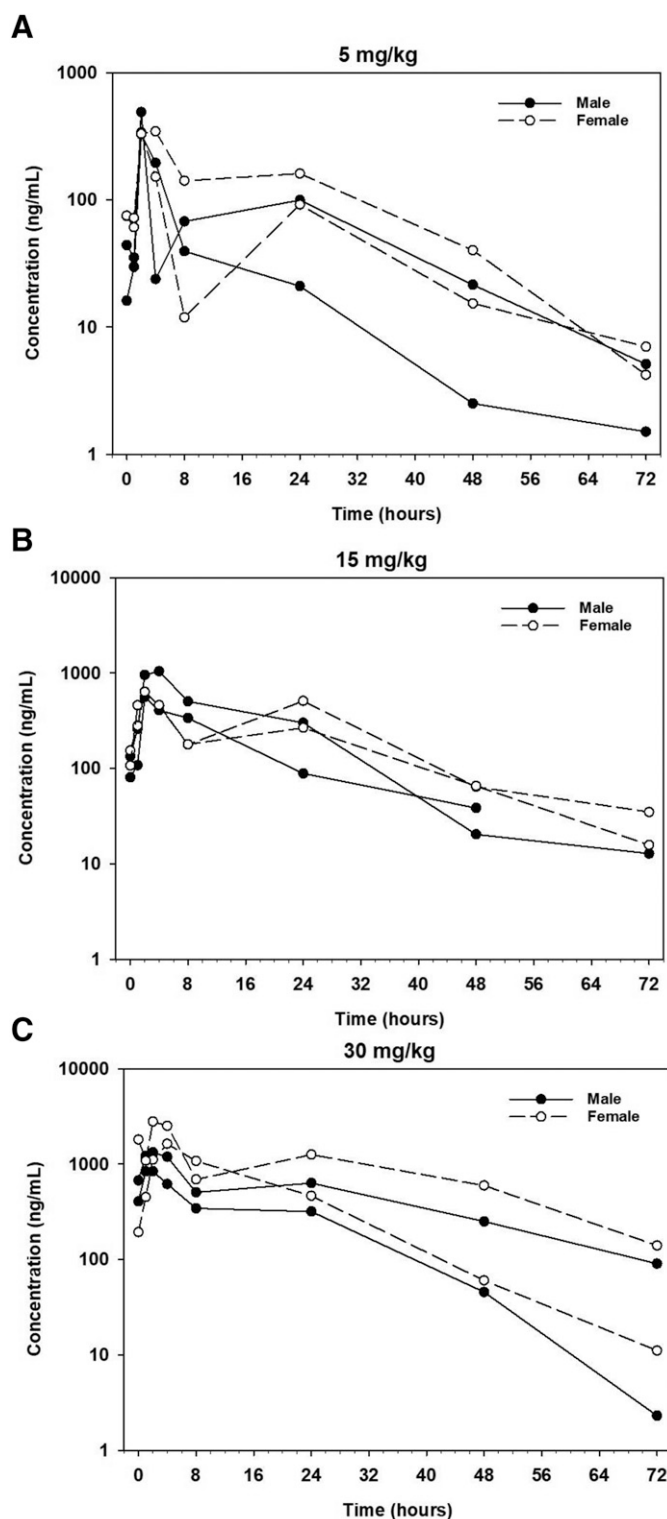 A
5 mg/kg
1000
100
10
1
Concentration (ng/mL)
Male
Female
0 8 16 24 32 40 48 56 64 72
Time (hours)
B
15 mg/kg
10000
1000
100
10
1
Concentration (ng/mL)
Male
Female
0 8 16 24 32 40 48 56 64 72
Time (hours)
C
30 mg/kg
10000
1000
100
10
1
Concentration (ng/mL)
Male
Female
0 8 16 24 32 40 48 56 64 72
Time (hours)